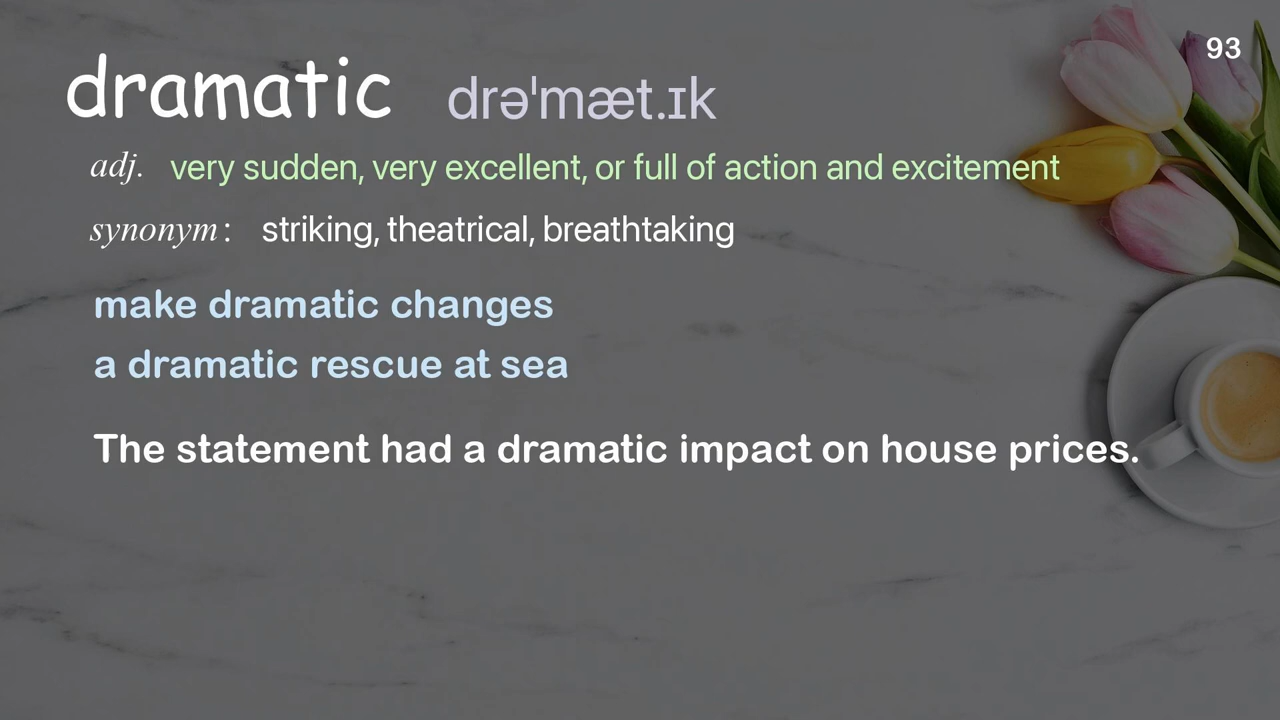 93
dramatic drəˈmæt.ɪk
adj. very sudden, very excellent, or full of action and excitement
synonym: striking, theatrical, breathtaking
make dramatic changes
a dramatic rescue at sea
The statement had a dramatic impact on house prices.